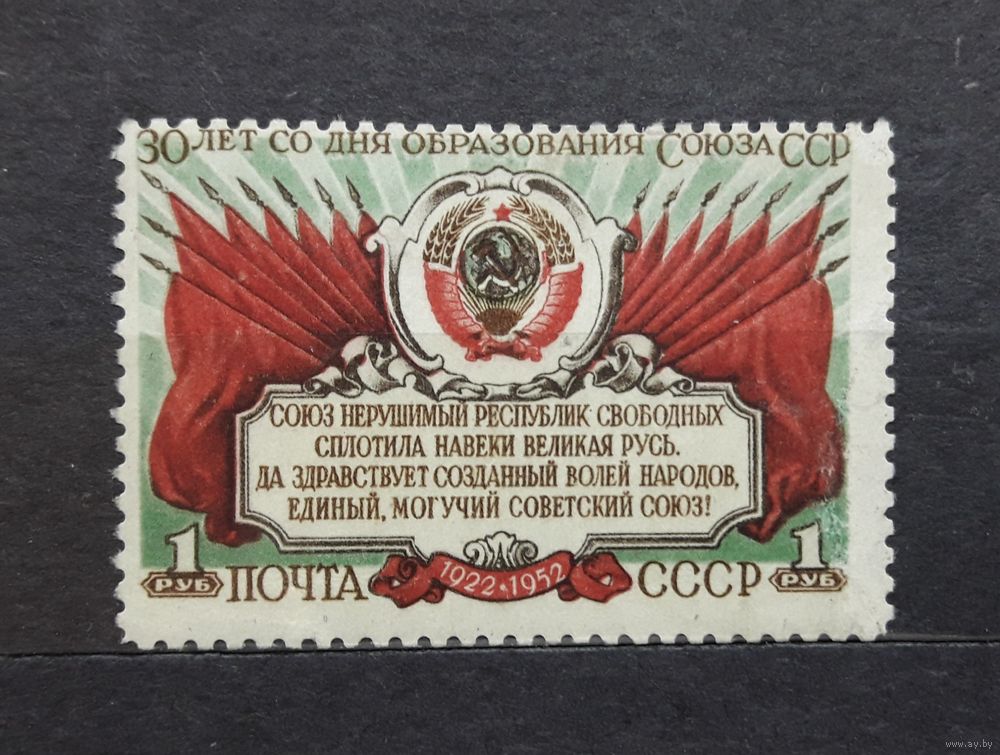 30 ЛЕТ СО ДНЯ ОБРАЗОВАНИЯ СОЮЗА ССР
СОЮЗ НЕРУШИМЫЙ РЕСПУБЛИК СВОБОДНЫХ
СПЛОТИЛА НАВЕКИ ВЕЛИКАЯ РУСЬ.
ДА ЗДРАВСТВУЕТ СОЗДАННЫЙ ВОЛЕЙ НАРОДОВ,
ЕДИНЫЙ, МОГУЧИЙ СОВЕТСКИЙ СОЮЗ!
1 РУБ ПОЧТА 1922 • 1952 СССР 1 РУБ
www.ay.by